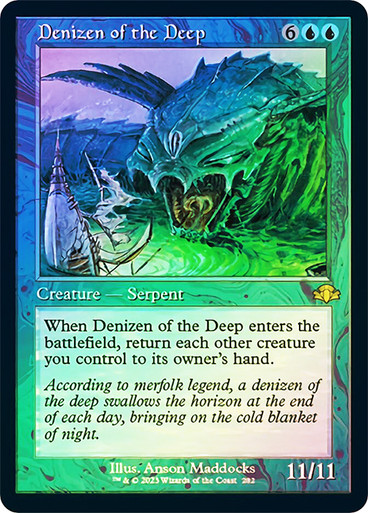 Denizen of the Deep 6
Creature — Serpent
When Denizen of the Deep enters the
battlefield, return each other creature
you control to its owner's hand.
According to merfolk legend, a denizen of
the deep swallows the horizon at the end
of each day, bringing on the cold blanket
of night.
Illus. Anson Maddocks
™ & © 2023 Wizards of the Coast 282
11/11